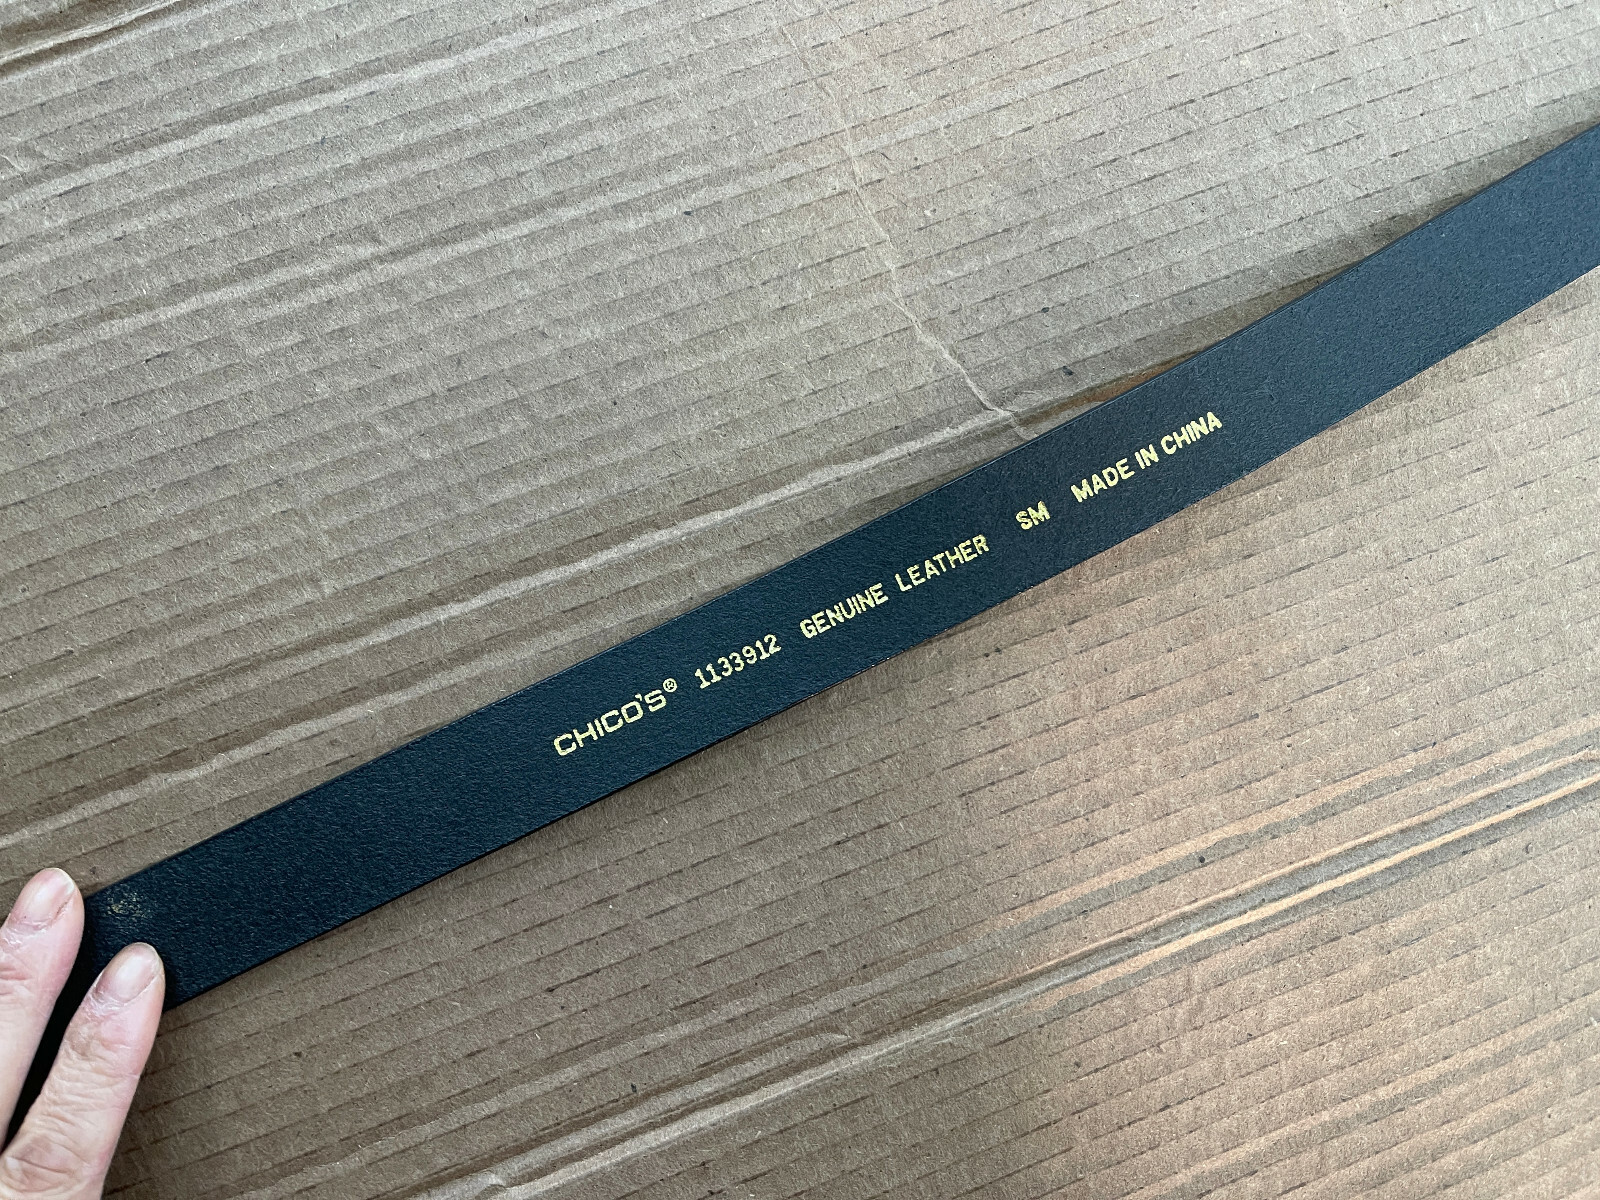 CHICO'S® 1133912 GENUINE LEATHER SM MADE IN CHINA